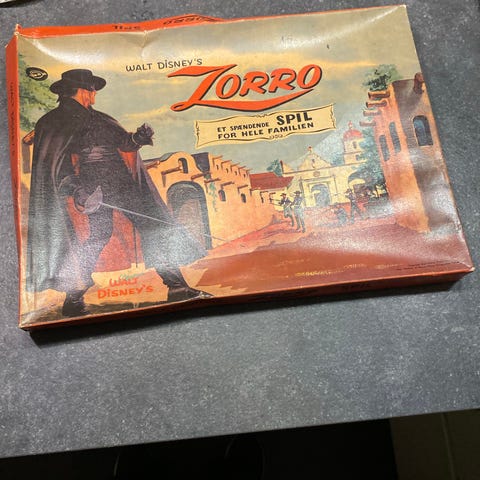 WALT DISNEY'S
ZORRO
ET SPÆNDENDE SPIL
FOR HELE FAMILIEN
WALT
DISNEY'S